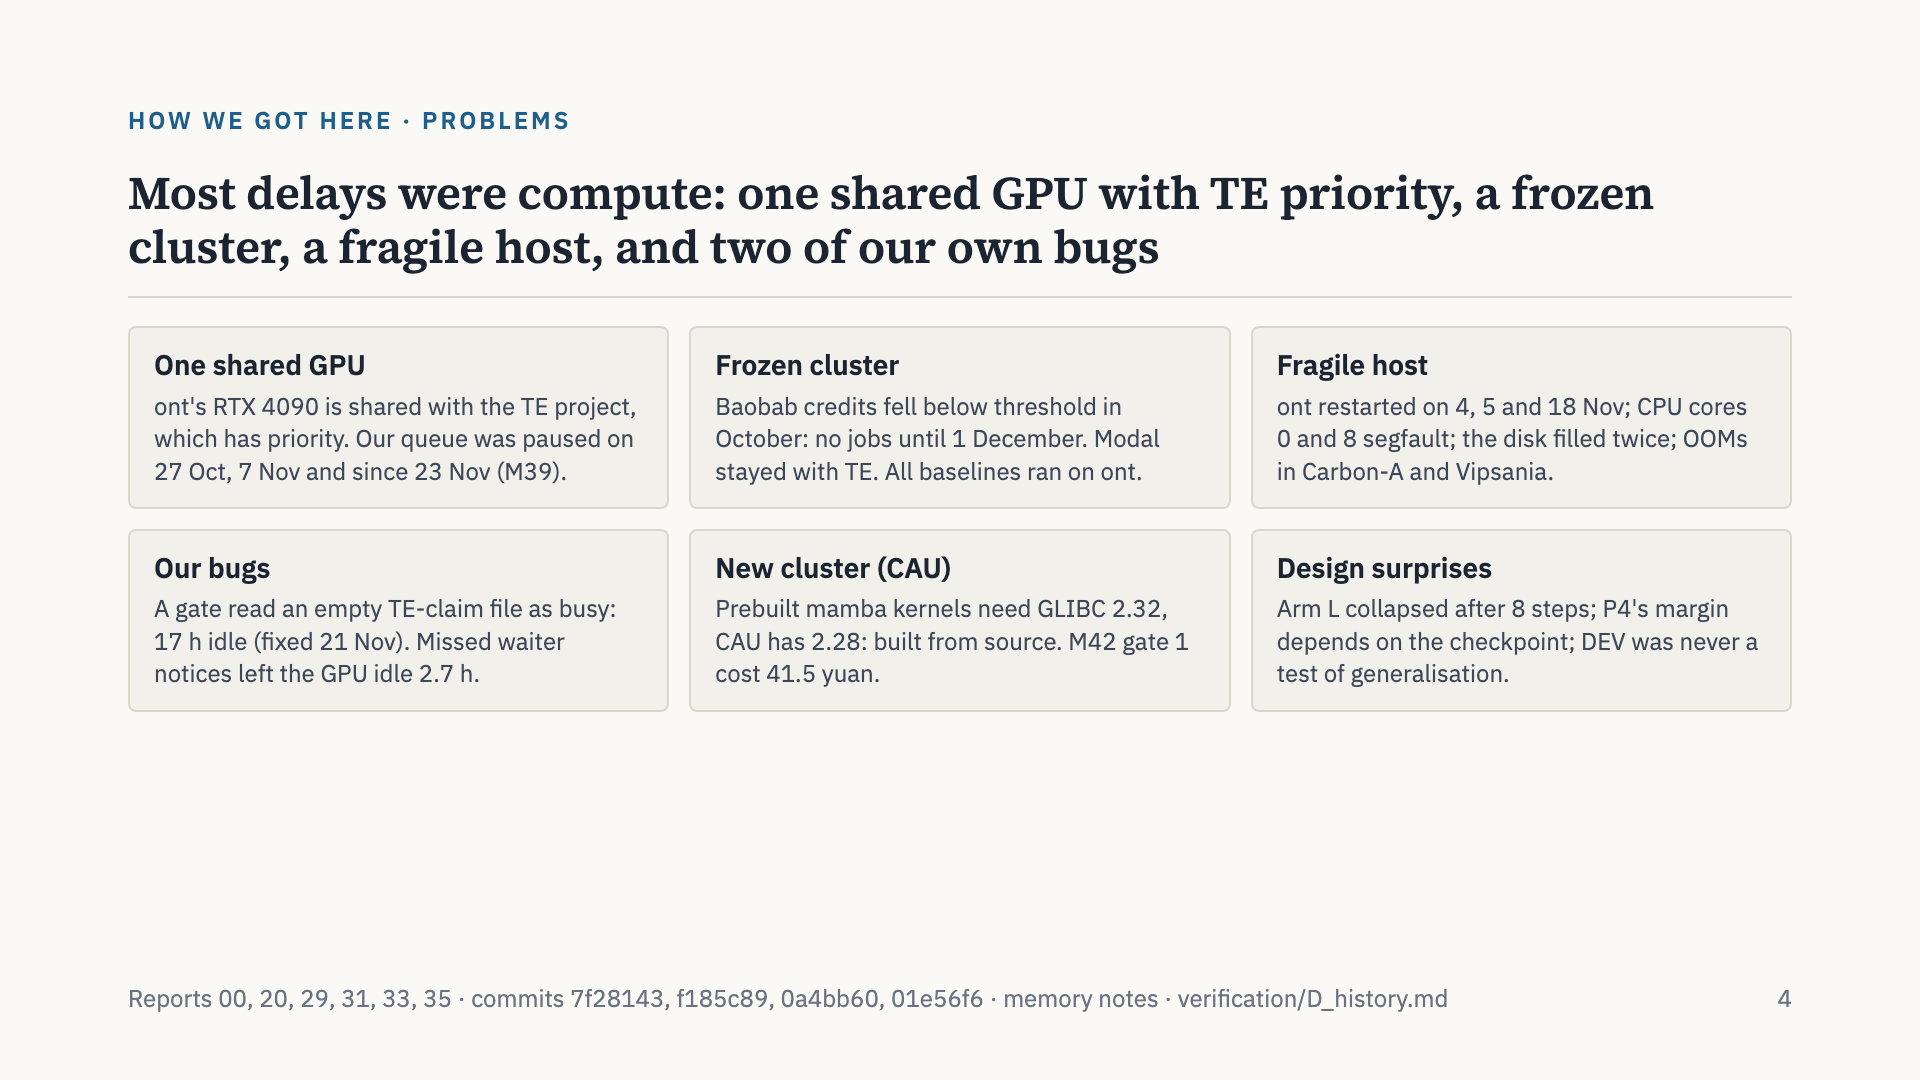 HOW WE GOT HERE · PROBLEMS
Most delays were compute: one shared GPU with TE priority, a frozen
cluster, a fragile host, and two of our own bugs
One shared GPU
ont's RTX 4090 is shared with the TE project,
which has priority. Our queue was paused on
27 Oct, 7 Nov and since 23 Nov (M39).
Frozen cluster
Baobab credits fell below threshold in
October: no jobs until 1 December. Modal
stayed with TE. All baselines ran on ont.
Fragile host
ont restarted on 4, 5 and 18 Nov; CPU cores
0 and 8 segfault; the disk filled twice; OOMs
in Carbon-A and Vipsania.
Our bugs
A gate read an empty TE-claim file as busy:
17 h idle (fixed 21 Nov). Missed waiter
notices left the GPU idle 2.7 h.
New cluster (CAU)
Prebuilt mamba kernels need GLIBC 2.32,
CAU has 2.28: built from source. M42 gate 1
cost 41.5 yuan.
Design surprises
Arm L collapsed after 8 steps; P4's margin
depends on the checkpoint; DEV was never a
test of generalisation.
Reports 00, 20, 29, 31, 33, 35 · commits 7f28143, f185c89, 0a4bb60, 01e56f6 · memory notes · verification/D_history.md
4